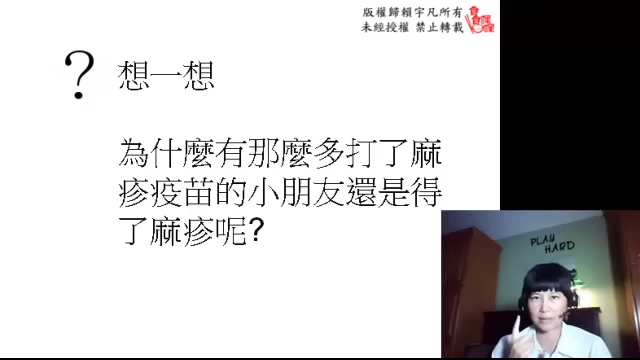 版權歸賴宇凡所有
未經授權 禁止轉載
? 想一想
為什麼有那麼多打了麻
疹疫苗的小朋友還是得
了麻疹呢?
PLAY
HARD